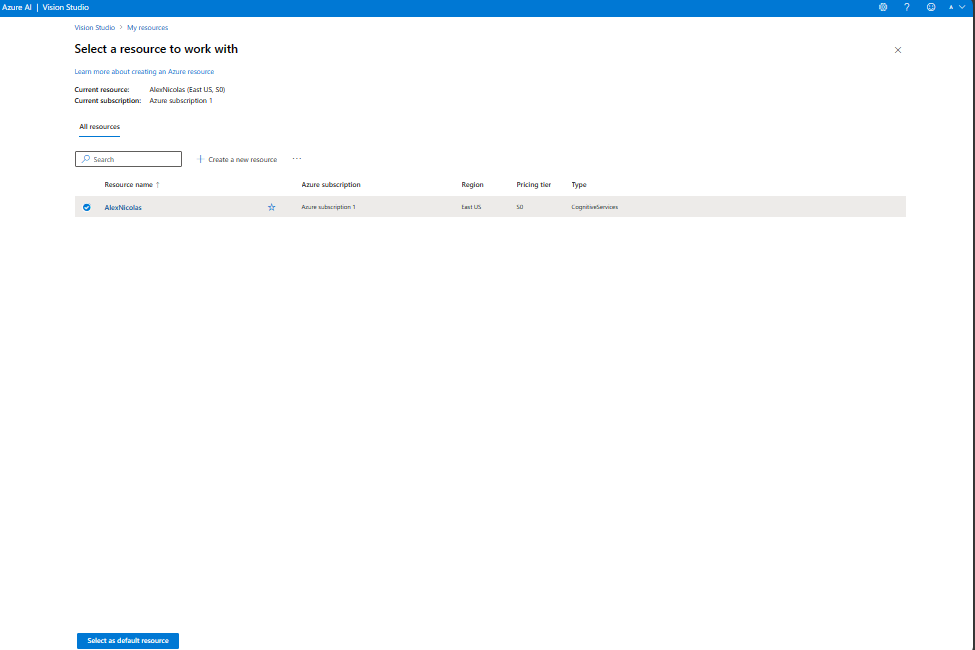 Azure AI | Vision Studio
Vision Studio > My resources
Select a resource to work with
Learn more about creating an Azure resource
Current resource: AlexNicolas (East US, S0)
Current subscription: Azure subscription 1
All resources
Search + Create a new resource ...
Resource name ↑ Azure subscription Region Pricing tier Type
AlexNicolas Azure subscription 1 East US S0 CognitiveServices
Select as default resource